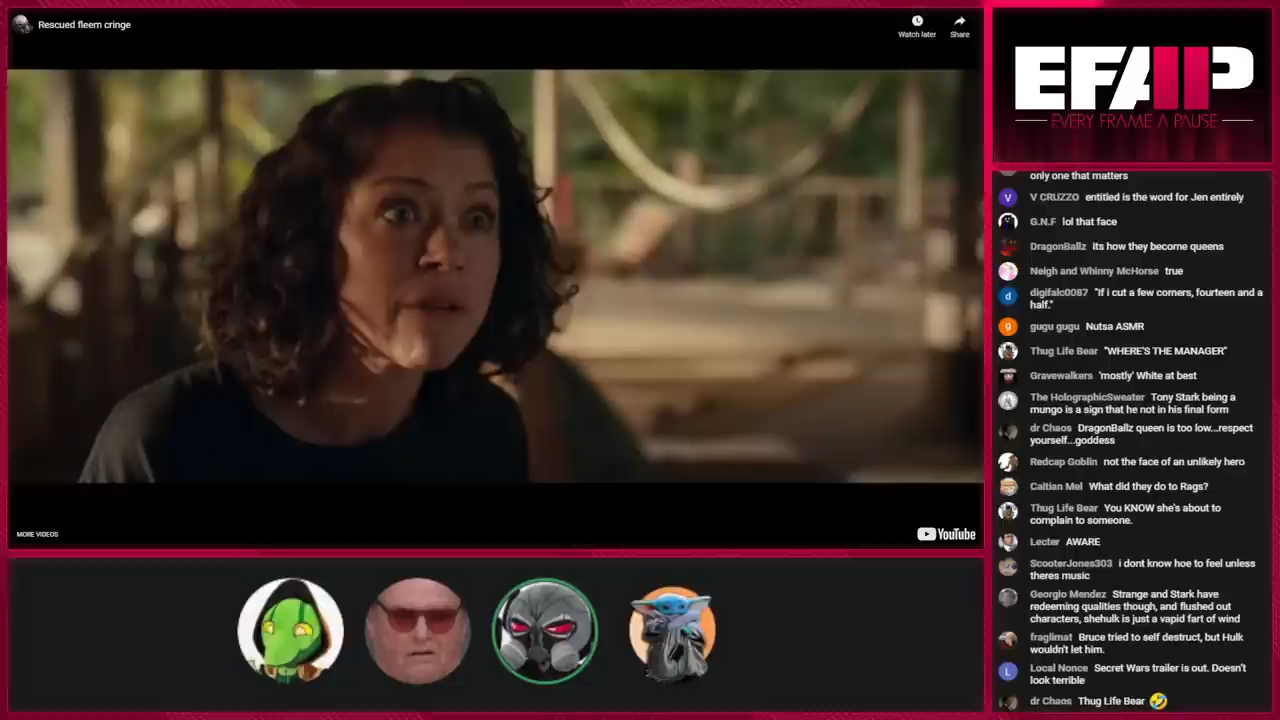 Rescued fleem cringe
Watch later
Share
MORE VIDEOS
YouTube
EFAP
EVERY FRAME A PAUSE
only one that matters
V CRUZZO entitled is the word for Jen entirely
G.N.F lol that face
DragonBallz its how they become queens
Neigh and Whinny McHorse true
digifalc0087 "If i cut a few corners, fourteen and a
half."
gugu gugu Nutsa ASMR
Thug Life Bear "WHERE'S THE MANAGER"
Gravewalkers 'mostly' White at best
The HolographicSweater Tony Stark being a
mungo is a sign that he not in his final form
dr Chaos DragonBallz queen is too low...respect
yourself...goddess
Redcap Goblin not the face of an unlikely hero
Caitian Mel What did they do to Rags?
Thug Life Bear You KNOW she's about to
complain to someone.
Lecter AWARE
ScooterJones303 i dont know hoe to feel unless
theres music
Georgio Mendez Strange and Stark have
redeeming qualities though, and flushed out
characters, shehulk is just a vapid fart of wind
fraglimat Bruce tried to self destruct, but Hulk
wouldn't let him.
Local Nonce Secret Wars trailer is out. Doesn't
look terrible
dr Chaos Thug Life Bear 🤣